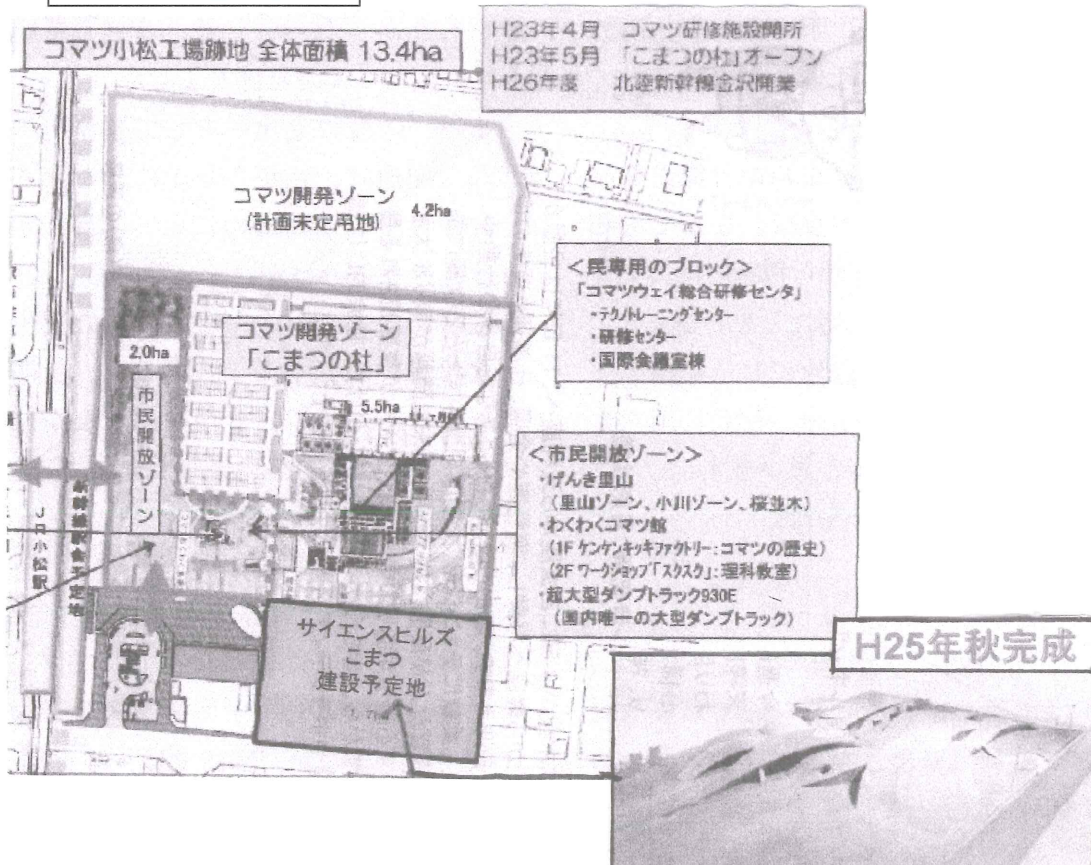 コマツ小松工場跡地 全体面積 13.4ha
H23年4月 コマツ研修施設開所
H23年5月 「こまつの杜」オープン
H26年度 北陸新幹線金沢開業
コマツ開発ゾーン
(計画未定用地)
4.2ha
<民専用のブロック>
「コマツウェイ総合研修センタ」
・テクノトレーニングセンター
・研修センター
・国際会議室棟
コマツ開発ゾーン
「こまつの杜」
2.0ha
5.5ha
市民開放ゾーン
<市民開放ゾーン>
・げんき里山
(里山ゾーン、小川ゾーン、桜並木)
・わくわくコマツ館
(1F ケンケンキッキファクトリー:コマツの歴史)
(2F ワークショップ「スクスク」:理科教室)
・超大型ダンプトラック930E
(国内唯一の大型ダンプトラック)
JR小松駅
新幹線駅舎予定地
サイエンスヒルズ
こまつ
建設予定地
H25年秋完成